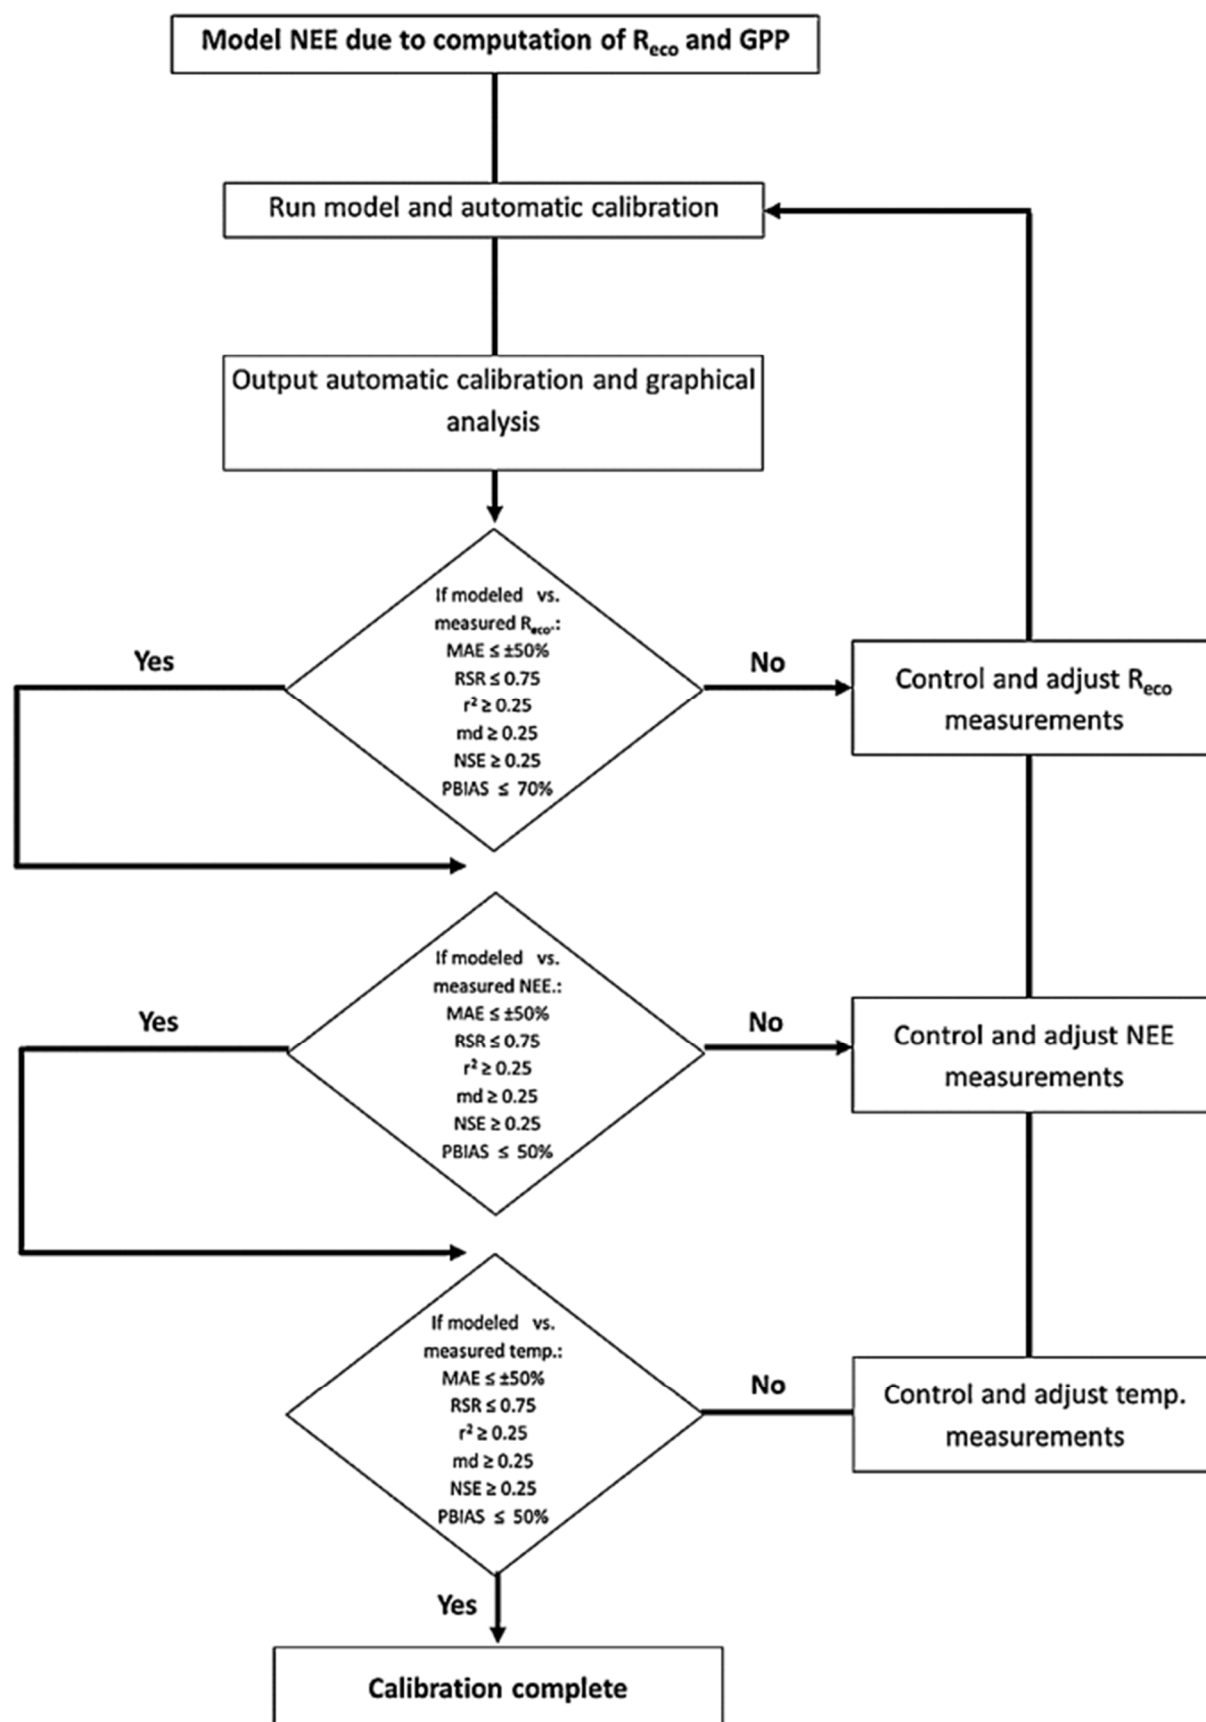 Model NEE due to computation of Reco and GPP
Run model and automatic calibration
Output automatic calibration and graphical
analysis
If modeled vs.
measured Reco.:
MAE ≤ ±50%
RSR ≤ 0.75
r² ≥ 0.25
md ≥ 0.25
NSE ≥ 0.25
PBIAS ≤ 70%
Yes
No
Control and adjust Reco
measurements
If modeled vs.
measured NEE.:
MAE ≤ ±50%
RSR ≤ 0.75
r² ≥ 0.25
md ≥ 0.25
NSE ≥ 0.25
PBIAS ≤ 50%
Yes
No
Control and adjust NEE
measurements
If modeled vs.
measured temp.:
MAE ≤ ±50%
RSR ≤ 0.75
r² ≥ 0.25
md ≥ 0.25
NSE ≥ 0.25
PBIAS ≤ 50%
No
Control and adjust temp.
measurements
Yes
Calibration complete